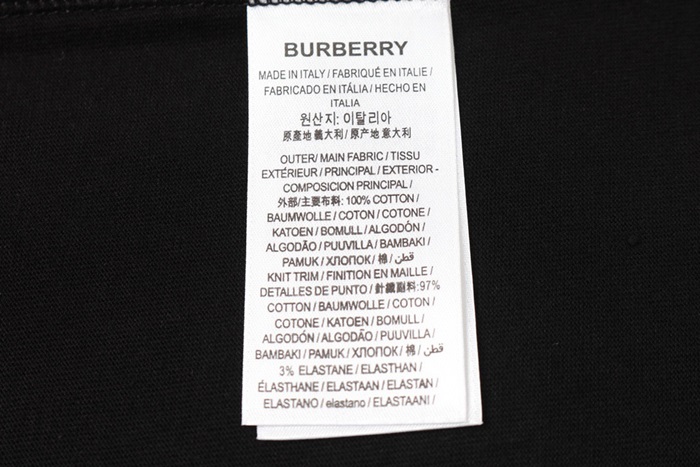 BURBERRY
MADE IN ITALY / FABRIQUÉ EN ITALIE /
FABRICADO EN ITÁLIA / HECHO EN
ITALIA
원산지: 이탈리아
原產地 義大利 / 原产地 意大利
OUTER/ MAIN FABRIC / TISSU
EXTÉRIEUR / PRINCIPAL / EXTERIOR -
COMPOSICION PRINCIPAL /
外部/主要布料: 100% COTTON /
BAUMWOLLE / COTON / COTONE /
KATOEN / BOMULL / ALGODÓN /
ALGODÃO / PUUVILLA / BAMBAKI /
PAMUK / ХЛОПОК / 棉 / قطن /
KNIT TRIM / FINITION EN MAILLE /
DETALLES DE PUNTO / 針織副料:97%
COTTON / BAUMWOLLE / COTON /
COTONE / KATOEN / BOMULL /
ALGODÓN / ALGODÃO / PUUVILLA /
BAMBAKI / PAMUK / ХЛОПОК / 棉 / قطن
3% ELASTANE / ELASTHAN /
ÉLASTHANE / ELASTAAN / ELASTAN /
ELASTANO / elastano / ELASTAANI /